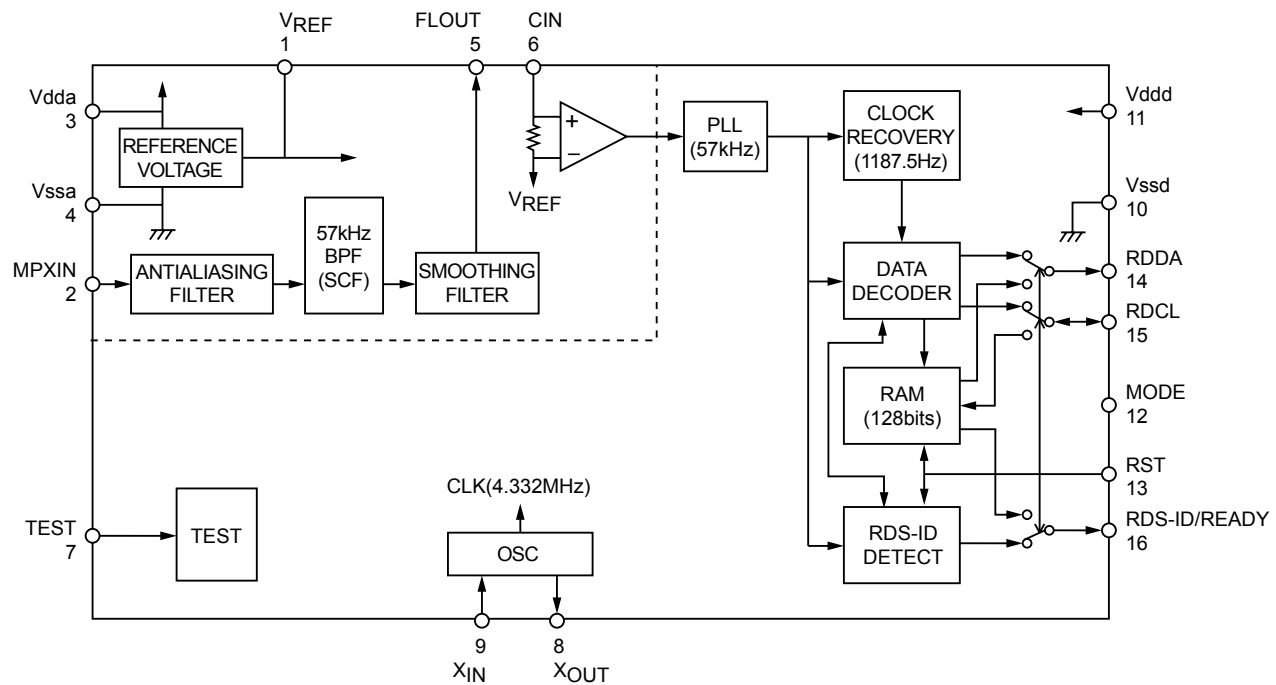 VREF
1
FLOUT
5
CIN
6
Vdda
3
REFERENCE
VOLTAGE
Vssa
4
MPXIN
2
ANTIALIASING
FILTER
57kHz
BPF
(SCF)
SMOOTHING
FILTER
+
−
VREF
PLL
(57kHz)
CLOCK
RECOVERY
(1187.5Hz)
Vddd
11
Vssd
10
DATA
DECODER
RDDA
14
RDCL
15
RAM
(128bits)
MODE
12
RST
13
RDS-ID
DETECT
RDS-ID/READY
16
TEST
7
TEST
CLK(4.332MHz)
OSC
9
XIN
8
XOUT